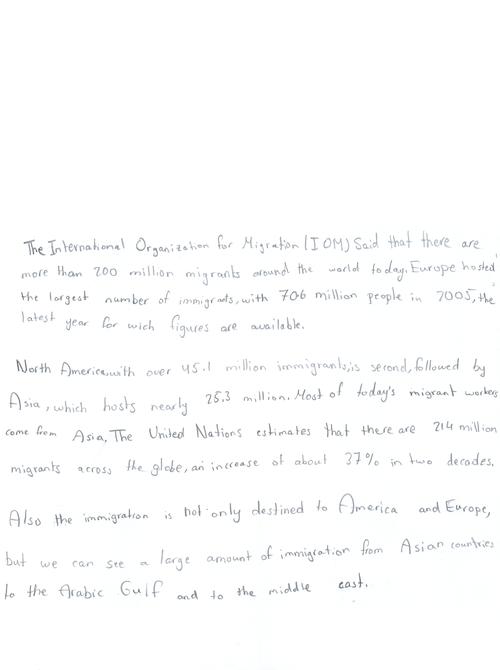 The International Organization for Migration (IOM) Said that there are
more than 200 million migrants around the world today. Europe hosted
the largest number of immigrants, with 70.6 million people in 2005, the
latest year for wich figures are available.
North America, with over 45.1 million immigrants, is second, followed by
Asia, which hosts nearly 25.3 million. Most of today's migrant workers
come from Asia. The United Nations estimates that there are 214 million
migrants across the globe, an increase of about 37% in two decades.
Also the immigration is not only destined to America and Europe,
but we can see a large amount of immigration from Asian countries
to the Arabic Gulf and to the middle east.